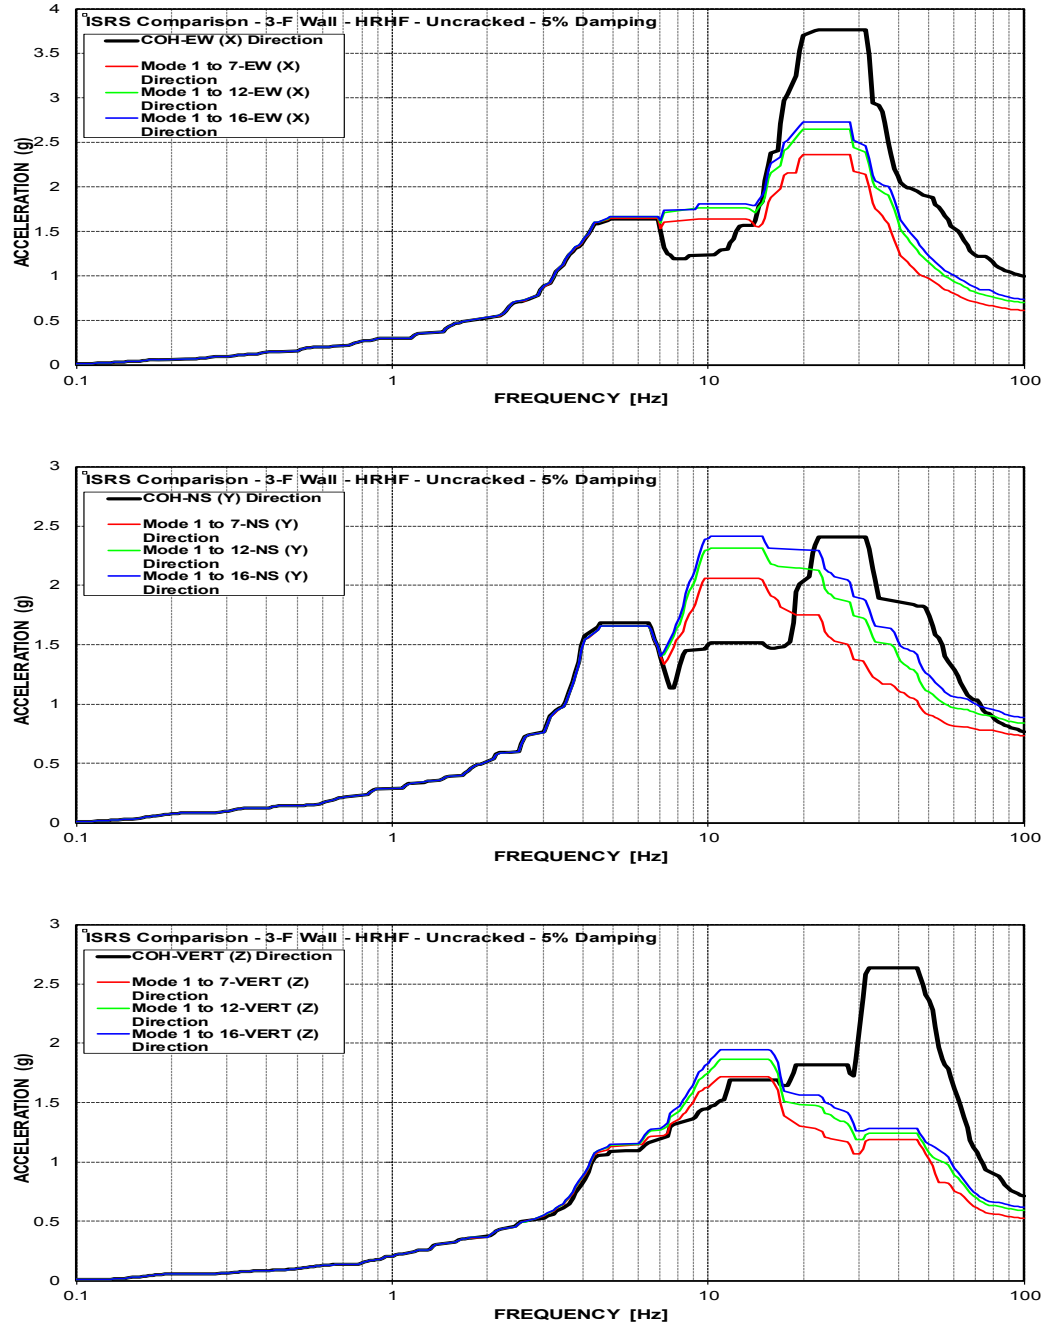 ISRS Comparison - 3-F Wall - HRHF - Uncracked - 5% Damping
COH-EW (X) Direction
Mode 1 to 7-EW (X)
Direction
Mode 1 to 12-EW (X)
Direction
Mode 1 to 16-EW (X)
Direction
ACCELERATION (g)
4
3.5
3
2.5
2
1.5
1
0.5
0
0.1
1
10
100
FREQUENCY [Hz]
ISRS Comparison - 3-F Wall - HRHF - Uncracked - 5% Damping
COH-NS (Y) Direction
Mode 1 to 7-NS (Y)
Direction
Mode 1 to 12-NS (Y)
Direction
Mode 1 to 16-NS (Y)
Direction
ACCELERATION (g)
3
2.5
2
1.5
1
0.5
0
0.1
1
10
100
FREQUENCY [Hz]
ISRS Comparison - 3-F Wall - HRHF - Uncracked - 5% Damping
COH-VERT (Z) Direction
Mode 1 to 7-VERT (Z)
Direction
Mode 1 to 12-VERT (Z)
Direction
Mode 1 to 16-VERT (Z)
Direction
ACCELERATION (g)
3
2.5
2
1.5
1
0.5
0
0.1
1
10
100
FREQUENCY [Hz]